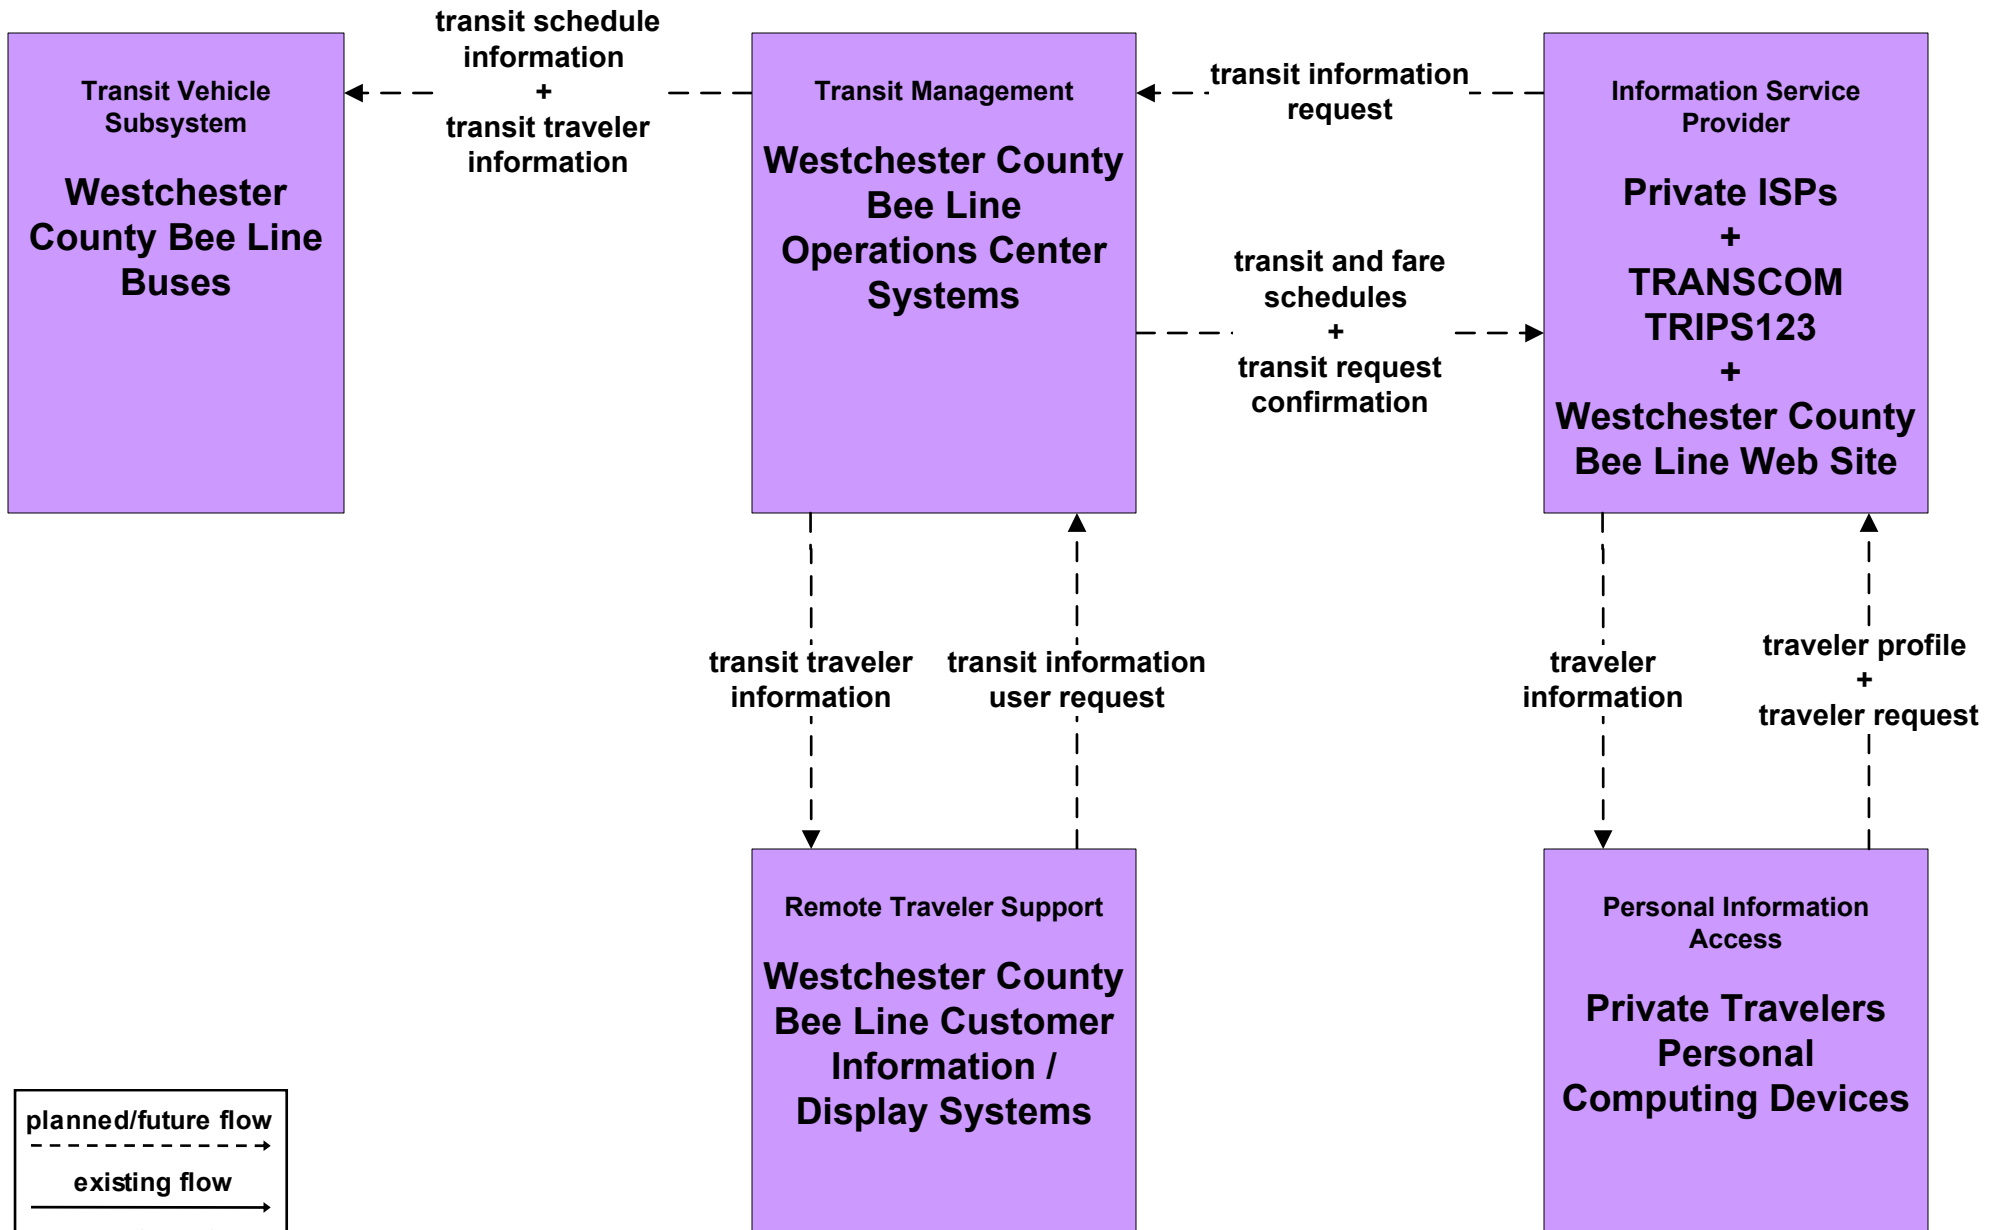 transit schedule
information
+
transit traveler
information
Transit Vehicle
Subsystem
Westchester
County Bee Line
Buses
Transit Management
Westchester County
Bee Line
Operations Center
Systems
transit information
request
transit and fare
schedules
+
transit request
confirmation
Information Service
Provider
Private ISPs
+
TRANSCOM
TRIPS123
+
Westchester County
Bee Line Web Site
transit traveler
information
transit information
user request
traveler
information
traveler profile
+
traveler request
Remote Traveler Support
Westchester County
Bee Line Customer
Information /
Display Systems
Personal Information
Access
Private Travelers
Personal
Computing Devices
planned/future flow
existing flow